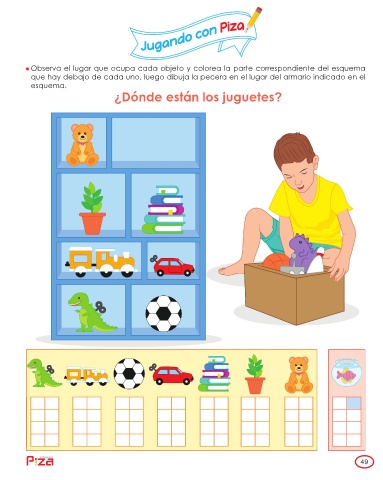 Jugando con Piza
Observa el lugar que ocupa cada objeto y colorea la parte correspondiente del esquema
que hay debajo de cada uno, luego dibuja la pecera en el lugar del armario indicado en el
esquema.
¿Dónde están los juguetes?
Piza
49